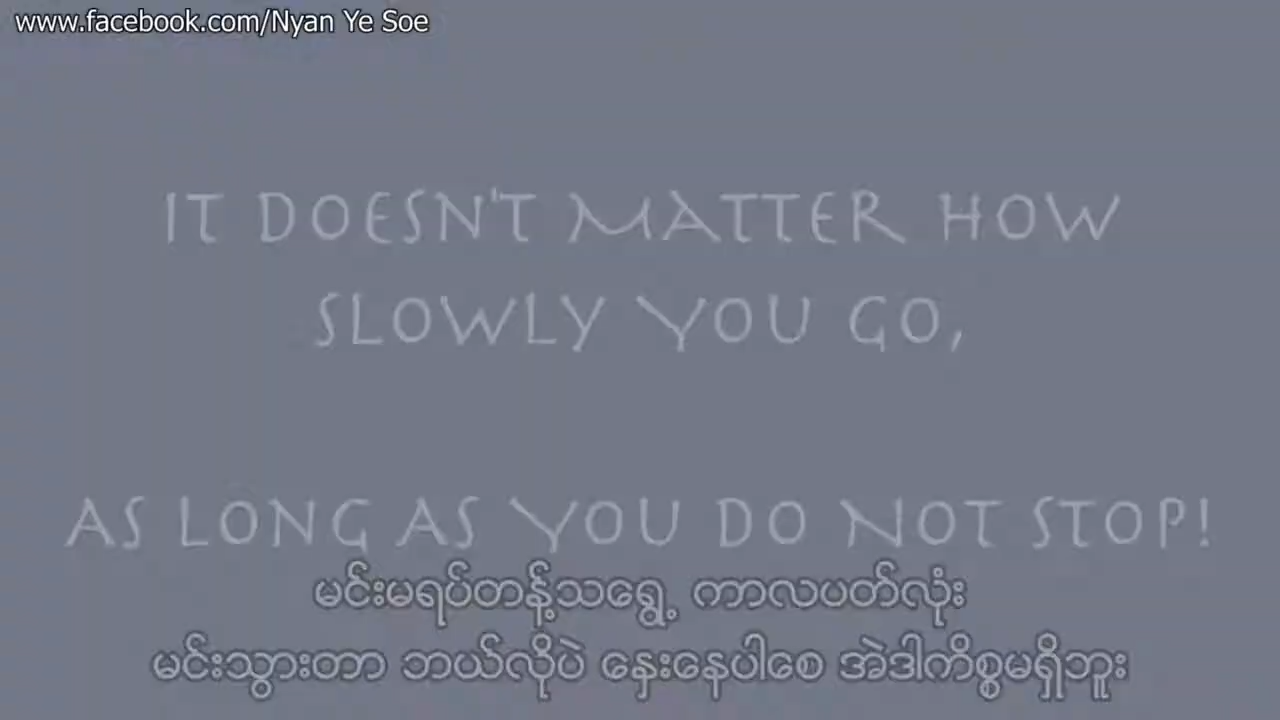 www.facebook.com/Nyan Ye Soe
IT DOESN'T MATTER HOW
SLOWLY YOU GO,
AS LONG AS YOU DO NOT STOP!
မင်းမရပ်တန့်သရွေ့ ကာလပတ်လုံး
မင်းသွားတာ ဘယ်လိုပဲ နှေးနေပါစေ အဲဒါကိစ္စမရှိဘူး